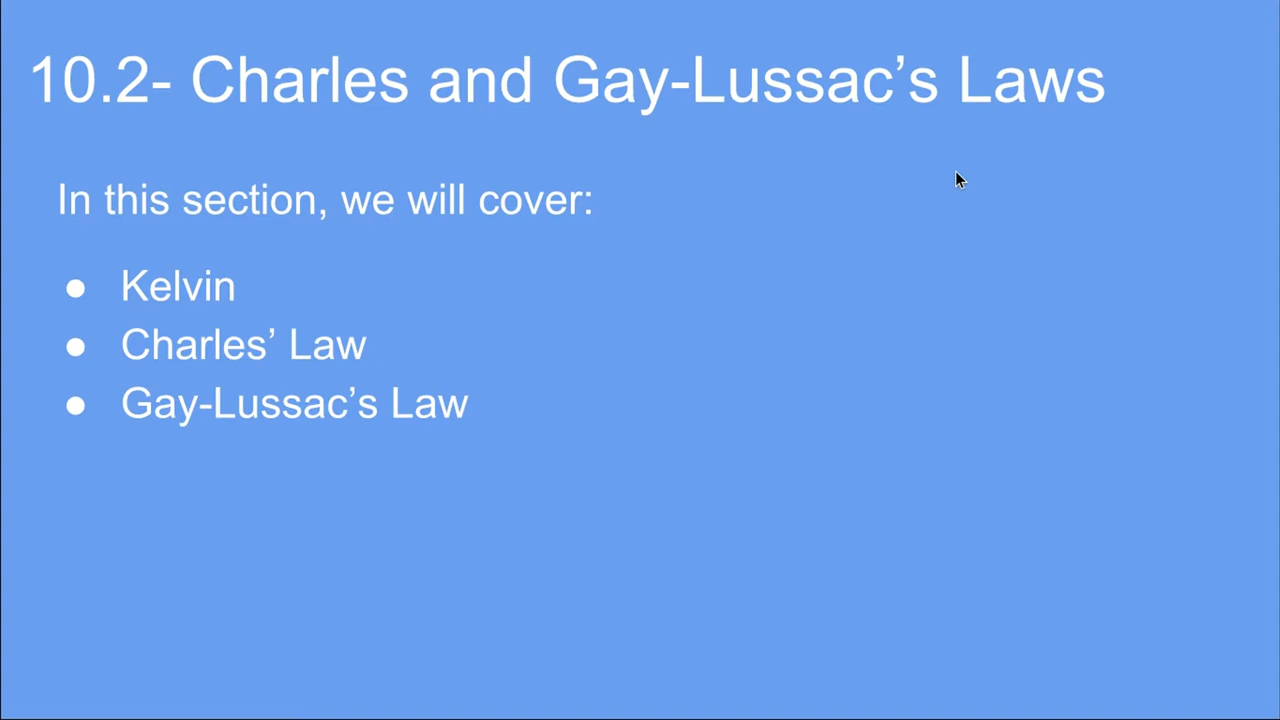 10.2- Charles and Gay-Lussac’s Laws
In this section, we will cover:
● Kelvin
● Charles’ Law
● Gay-Lussac’s Law